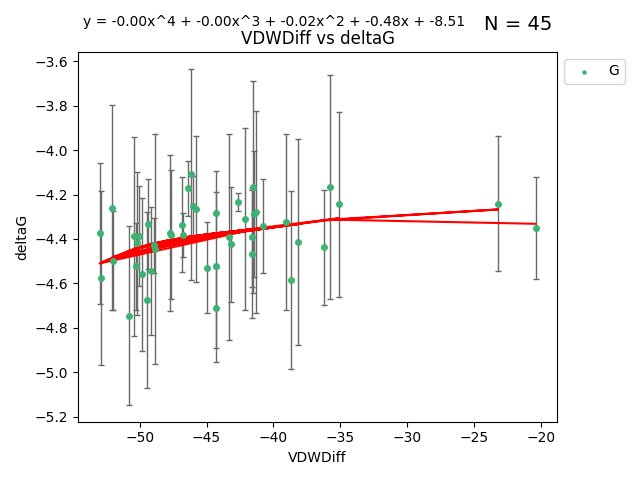 y = -0.00x^4 + -0.00x^3 + -0.02x^2 + -0.48x + -8.51
N = 45
VDWDiff vs deltaG
G
deltaG
−3.6
−3.8
−4.0
−4.2
−4.4
−4.6
−4.8
−5.0
−5.2
−50
−45
−40
−35
−30
−25
−20
VDWDiff